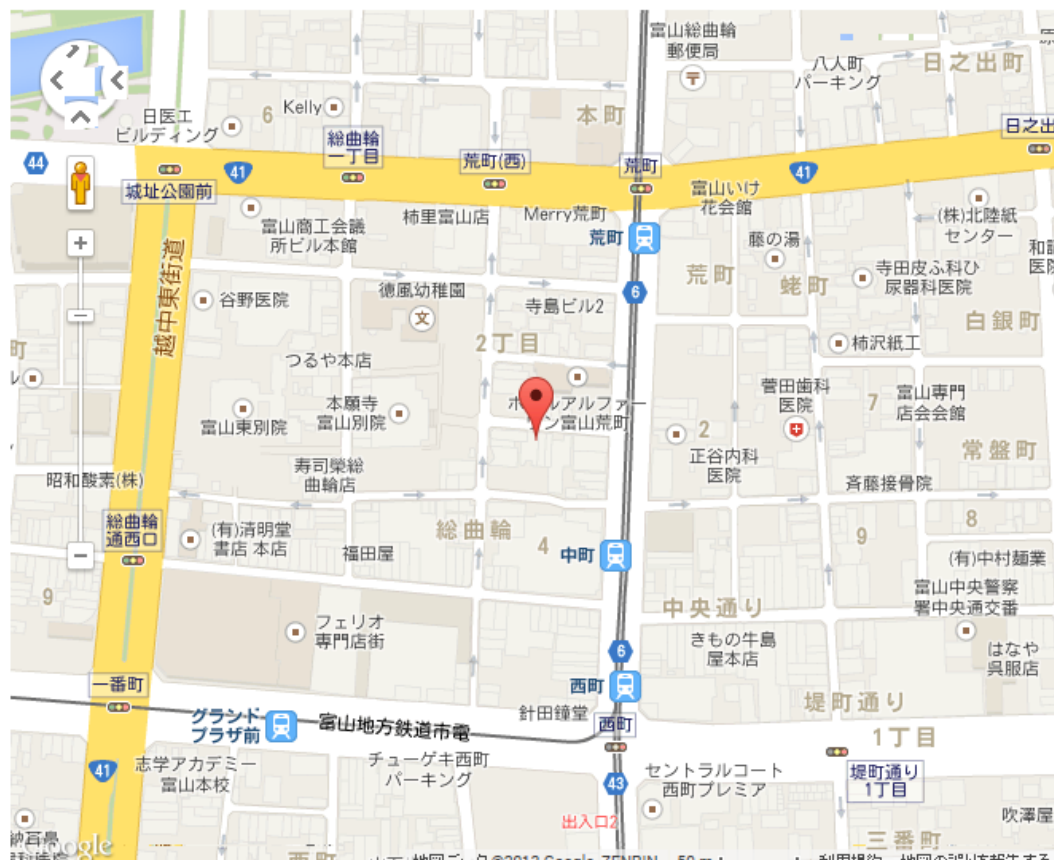 富山総曲輪
郵便局
八人町
パーキング
日之出町
Kelly
6
日医工
ビルディング
本町
総曲輪
一丁目
荒町(西)
荒町
日之出
44
41
41
城址公園前
富山いけ
花会館
富山商工会議
所ビル本館
柿里富山店
Merry荒町
(株)北陸紙
センター
荒町
藤の湯
越中東街道
荒町
蛯町
寺田皮ふ科ひ
尿器科医院
谷野医院
徳風幼稚園
文
寺島ビル2
6
白銀町
町
2丁目
柿沢紙工
つるや本店
菅田歯科
医院
富山専門
店会会館
7
本願寺
富山別院
富山東別院
2
正谷内科
医院
常盤町
寿司榮総
曲輪店
昭和酸素(株)
斉藤接骨院
総曲輪
通西口
(有)清明堂
書店 本店
福田屋
総曲輪
4
中町
9
8
(有)中村麺業
富山中央警察
署中央通交番
9
中央通り
フェリオ
専門店街
6
きもの牛島
屋本店
はなや
呉服店
一番町
西町
堤町通り
グランド
プラザ前
富山地方鉄道市電
針田鐘堂
西町
1丁目
41
志学アカデミー
富山本校
チューゲキ西町
パーキング
43
セントラルコート
西町プレミア
堤町通り
1丁目
出入口2
吹澤屋
三番町